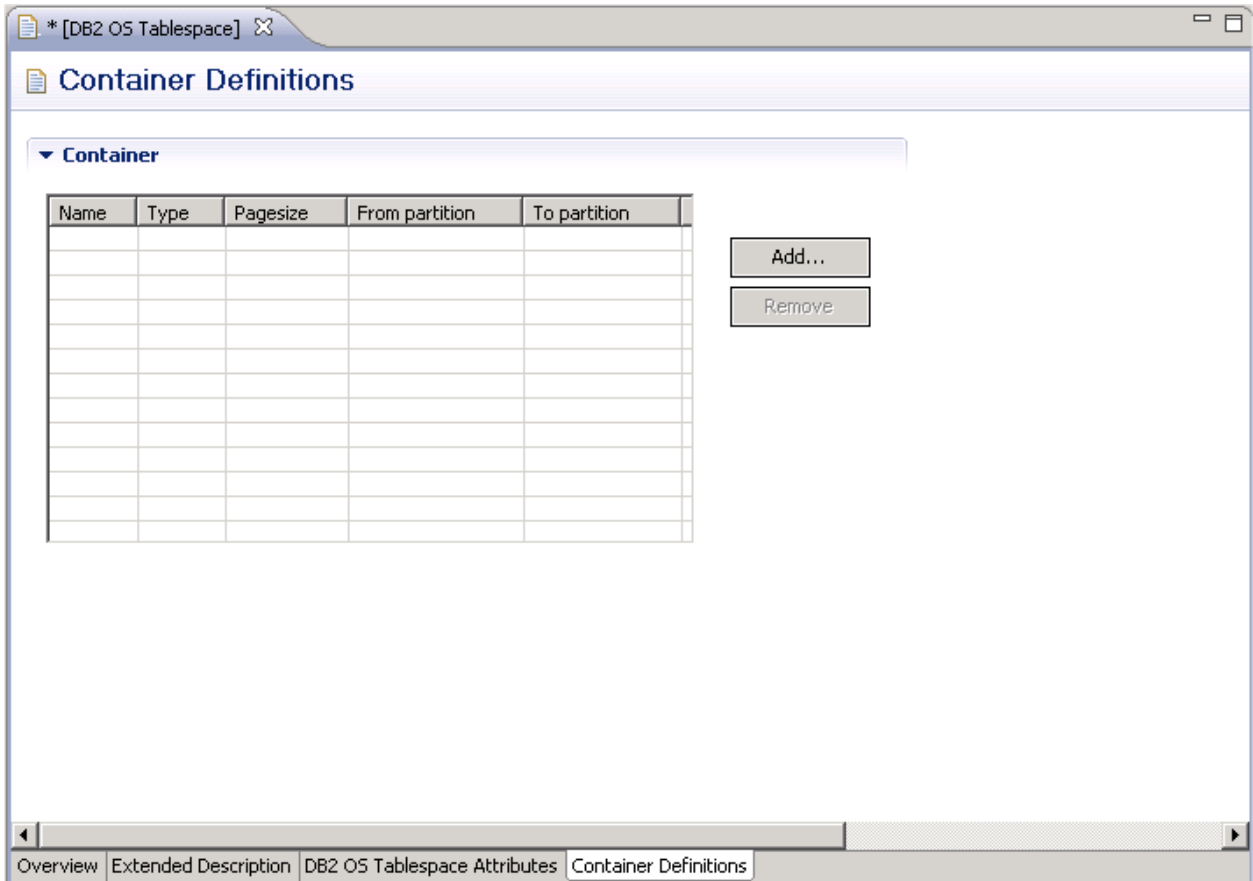 * [DB2 OS Tablespace]
Container Definitions
Container
Name Type Pagesize From partition To partition
Add...
Remove
Overview Extended Description DB2 OS Tablespace Attributes Container Definitions